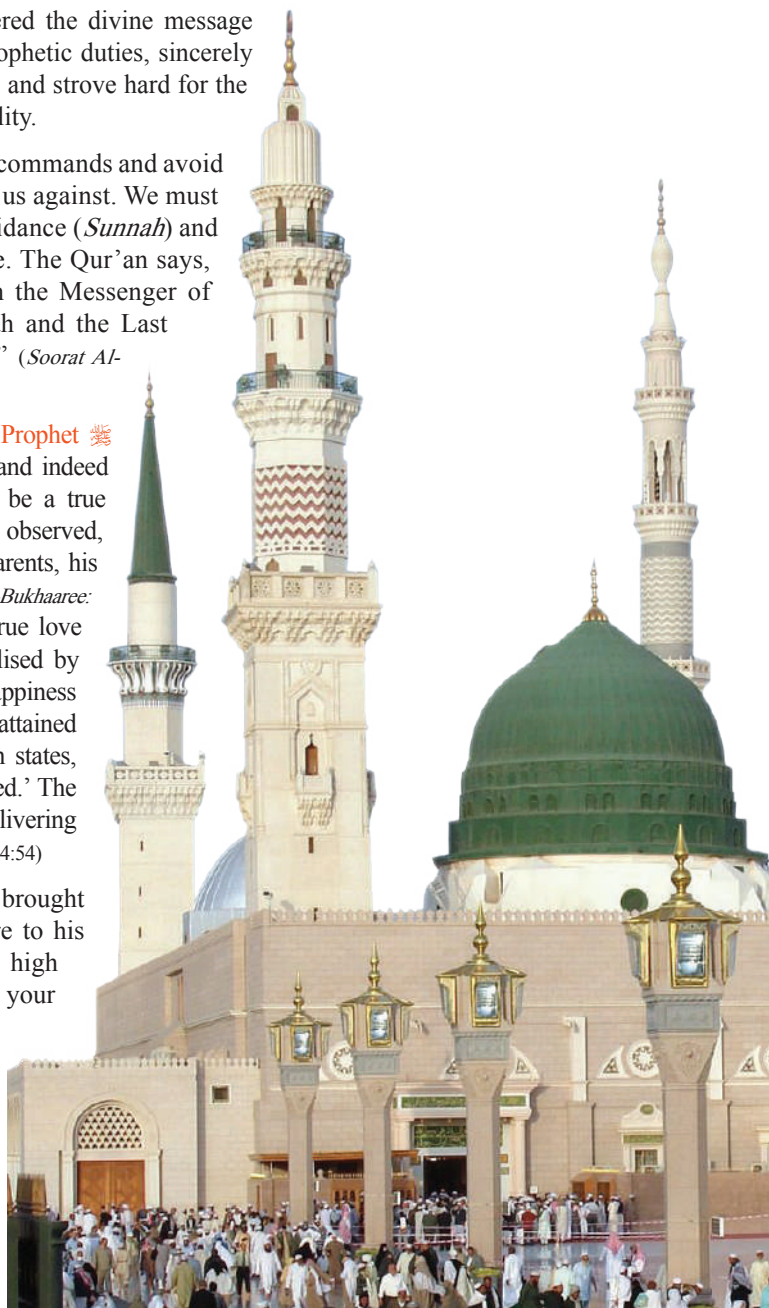 ered the divine message
ophetic duties, sincerely
and strove hard for the
lity.
commands and avoid
us against. We must
idance (Sunnah) and
e. The Qur’an says,
n the Messenger of
h and the Last
” (Soorat Al-
Prophet ﷺ
and indeed
be a true
observed,
arents, his
Bukhaaree:
rue love
lised by
appiness
attained
n states,
ed.’ The
livering
4:54)
brought
e to his
high
your